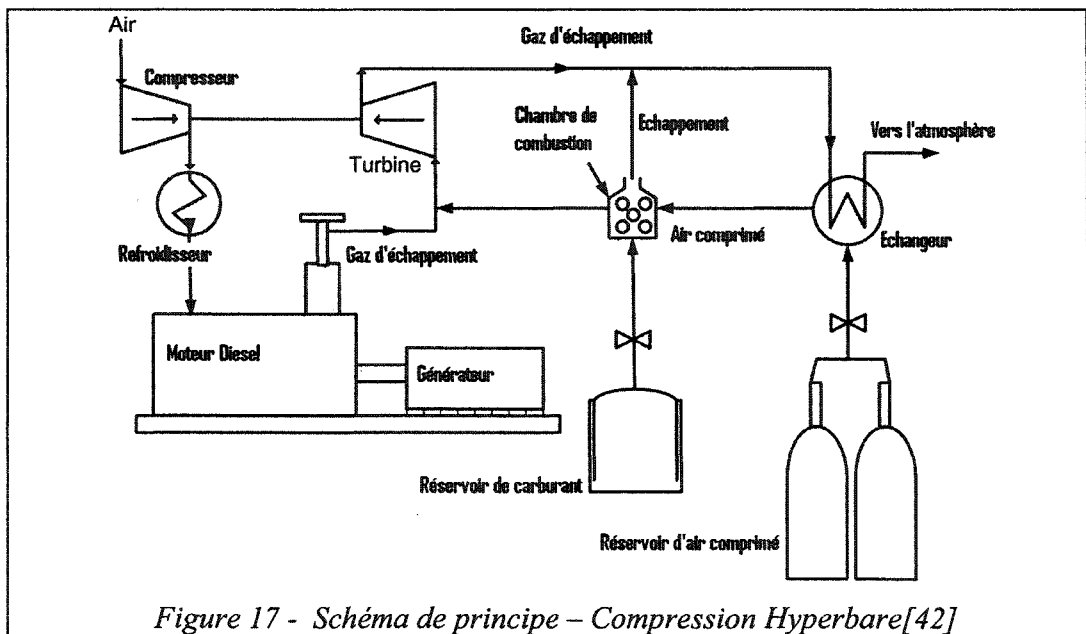 Air
Gaz d'échappement
Compresseur
Chambre de
combustion
Echappement
Vers l'atmosphère
Turbine
Refroidisseur
Gaz d'échappement
Air comprimé
Echangeur
Moteur Diesel
Générateur
Réservoir de carburant
Réservoir d'air comprimé
Figure 17 - Schéma de principe – Compression Hyperbare[42]